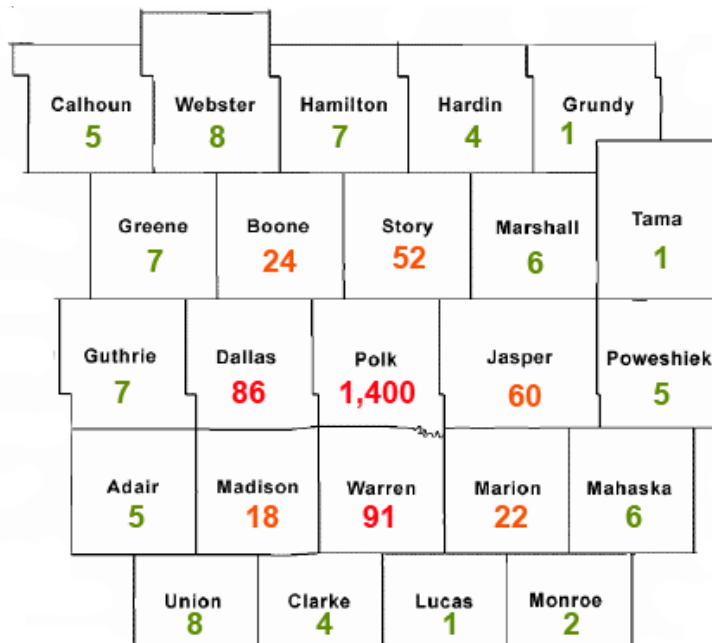 Calhoun Webster Hamilton Hardin Grundy
5 8 7 4 1
Greene Boone Story Marshall Tama
7 24 52 6 1
Guthrie Dallas Polk Jasper Poweshiek
7 86 1,400 60 5
Adair Madison Warren Marion Mahaska
5 18 91 22 6
Union Clarke Lucas Monroe
8 4 1 2